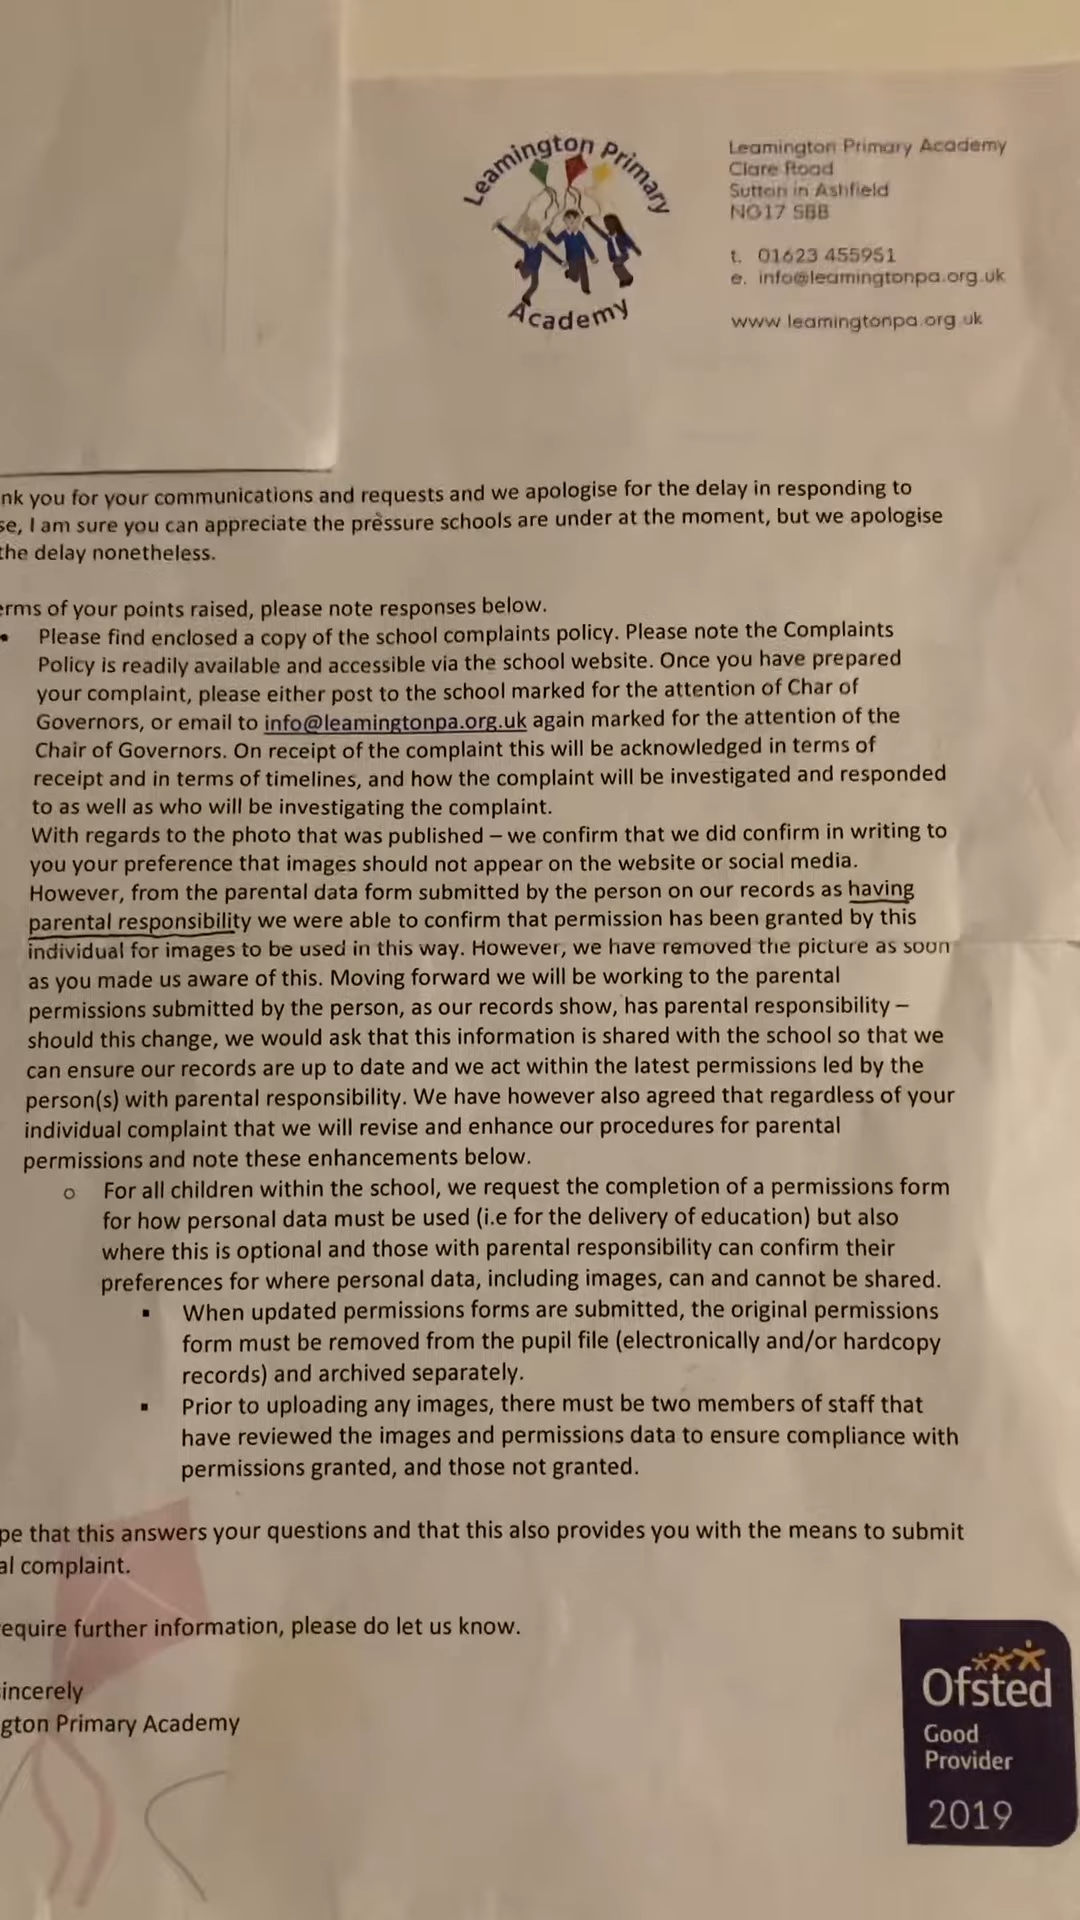 Leamington Primary
Academy
Leamington Primary Academy
Clare Road
Sutton in Ashfield
NG17 5BB
t. 01623 455951
e. info@leamingtonpa.org.uk
www leamingtonpa.org.uk
nk you for your communications and requests and we apologise for the delay in responding to
se, I am sure you can appreciate the pressure schools are under at the moment, but we apologise
the delay nonetheless.
erms of your points raised, please note responses below.
• Please find enclosed a copy of the school complaints policy. Please note the Complaints
Policy is readily available and accessible via the school website. Once you have prepared
your complaint, please either post to the school marked for the attention of Char of
Governors, or email to info@leamingtonpa.org.uk again marked for the attention of the
Chair of Governors. On receipt of the complaint this will be acknowledged in terms of
receipt and in terms of timelines, and how the complaint will be investigated and responded
to as well as who will be investigating the complaint.
With regards to the photo that was published – we confirm that we did confirm in writing to
you your preference that images should not appear on the website or social media.
However, from the parental data form submitted by the person on our records as having
parental responsibility we were able to confirm that permission has been granted by this
individual for images to be used in this way. However, we have removed the picture as soon
as you made us aware of this. Moving forward we will be working to the parental
permissions submitted by the person, as our records show, has parental responsibility –
should this change, we would ask that this information is shared with the school so that we
can ensure our records are up to date and we act within the latest permissions led by the
person(s) with parental responsibility. We have however also agreed that regardless of your
individual complaint that we will revise and enhance our procedures for parental
permissions and note these enhancements below.
o For all children within the school, we request the completion of a permissions form
for how personal data must be used (i.e for the delivery of education) but also
where this is optional and those with parental responsibility can confirm their
preferences for where personal data, including images, can and cannot be shared.
▪ When updated permissions forms are submitted, the original permissions
form must be removed from the pupil file (electronically and/or hardcopy
records) and archived separately.
▪ Prior to uploading any images, there must be two members of staff that
have reviewed the images and permissions data to ensure compliance with
permissions granted, and those not granted.
pe that this answers your questions and that this also provides you with the means to submit
al complaint.
equire further information, please do let us know.
incerely
gton Primary Academy
Ofsted
Good
Provider
2019